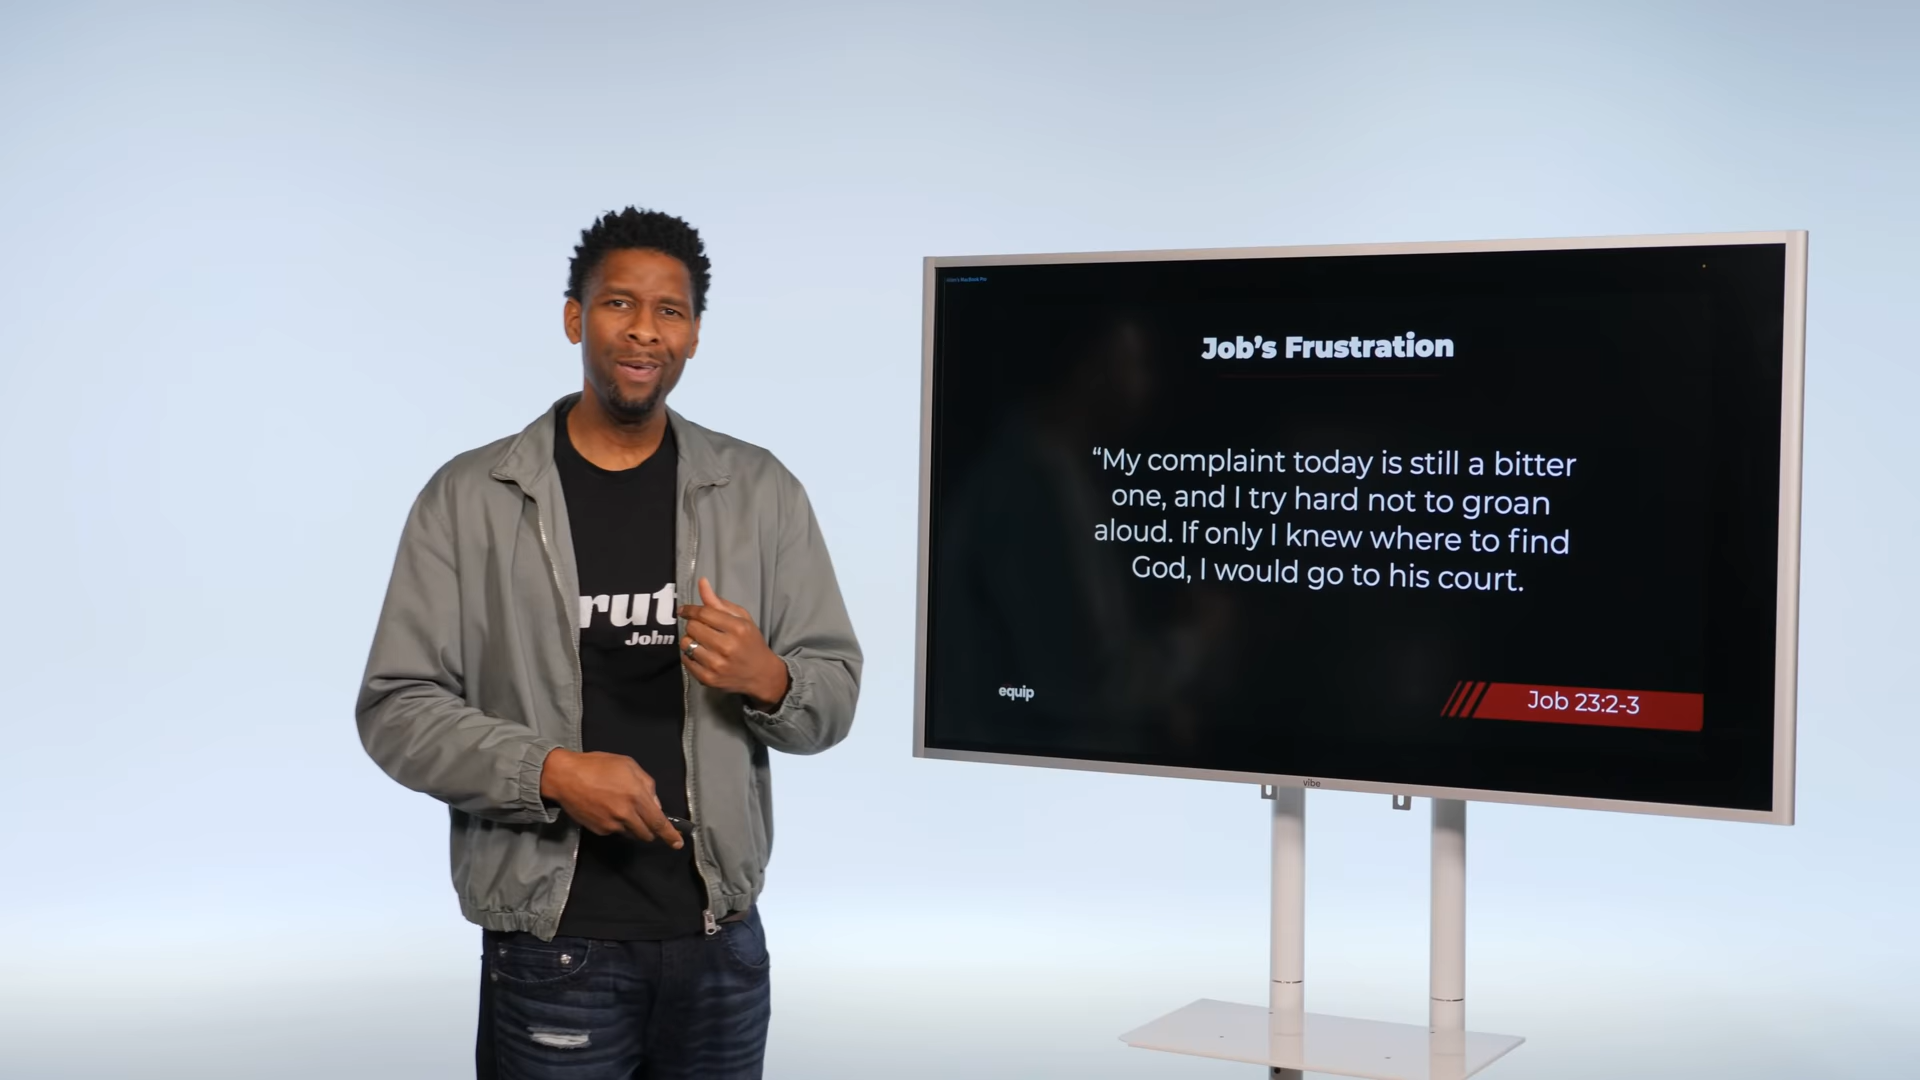 Job's Frustration
“My complaint today is still a bitter
one, and I try hard not to groan
aloud. If only I knew where to find
God, I would go to his court.
equip
Job 23:2-3
vibe
rut
John